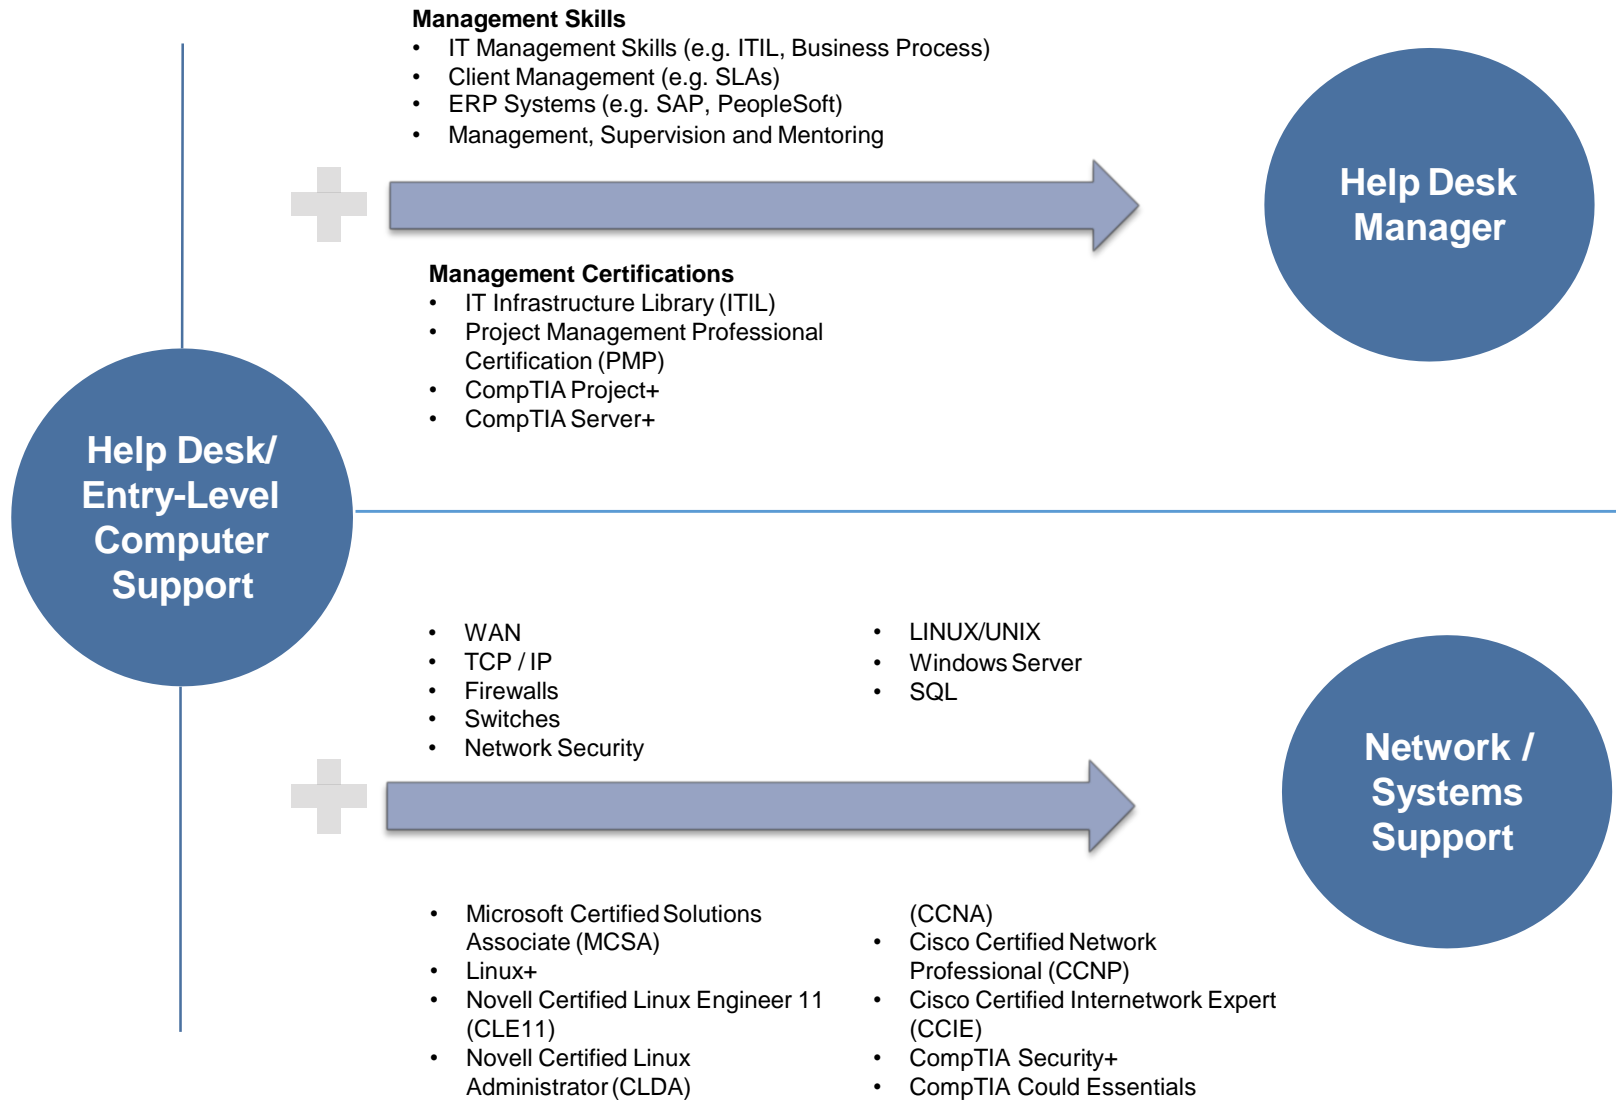 Management Skills
• IT Management Skills (e.g. ITIL, Business Process)
• Client Management (e.g. SLAs)
• ERP Systems (e.g. SAP, PeopleSoft)
• Management, Supervision and Mentoring
Help Desk
Manager
Management Certifications
• IT Infrastructure Library (ITIL)
• Project Management Professional
Certification (PMP)
• CompTIA Project+
• CompTIA Server+
Help Desk/
Entry-Level
Computer
Support
• WAN
• TCP / IP
• Firewalls
• Switches
• Network Security
• LINUX/UNIX
• Windows Server
• SQL
Network /
Systems
Support
• Microsoft Certified Solutions
Associate (MCSA)
• Linux+
• Novell Certified Linux Engineer 11
(CLE11)
• Novell Certified Linux
Administrator (CLDA)
(CCNA)
• Cisco Certified Network
Professional (CCNP)
• Cisco Certified Internetwork Expert
(CCIE)
• CompTIA Security+
• CompTIA Could Essentials